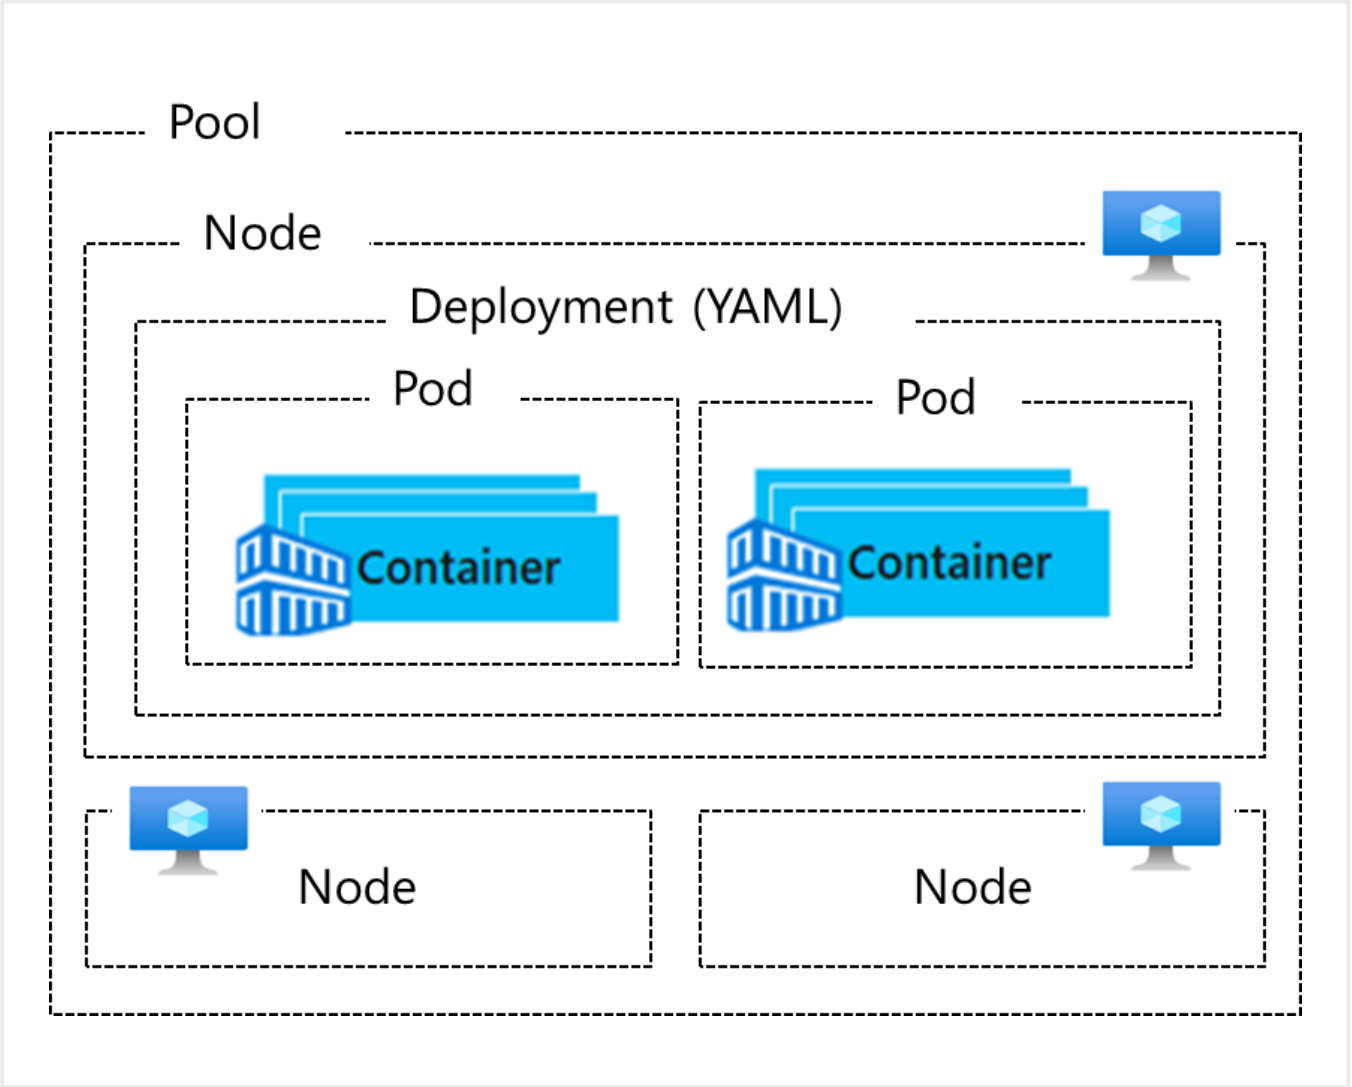 Pool
Node
Deployment (YAML)
Pod
Pod
Container
Container
Node
Node